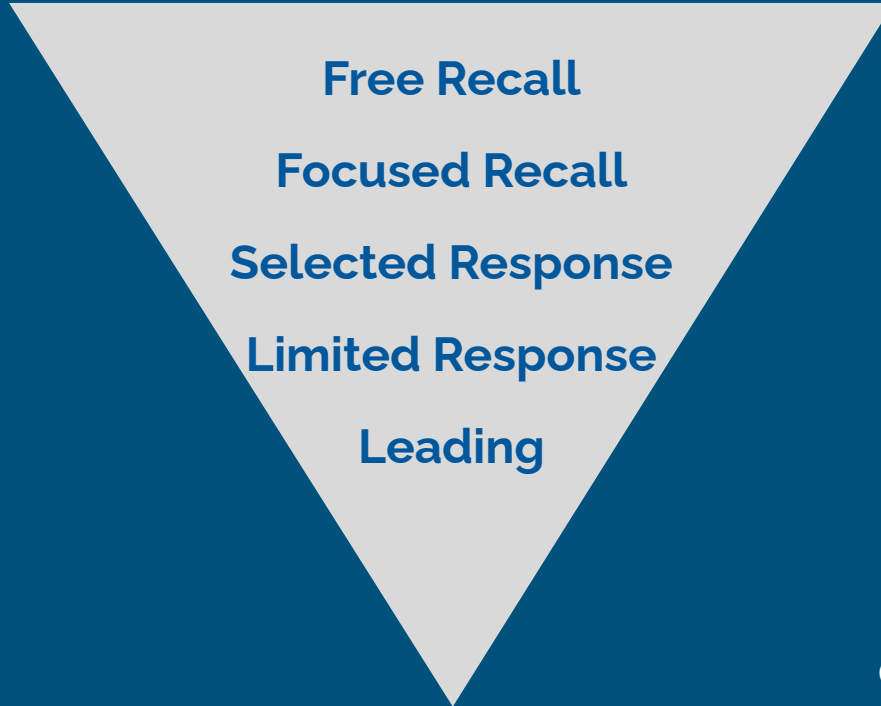 Free Recall
Focused Recall
Selected Response
Limited Response
Leading